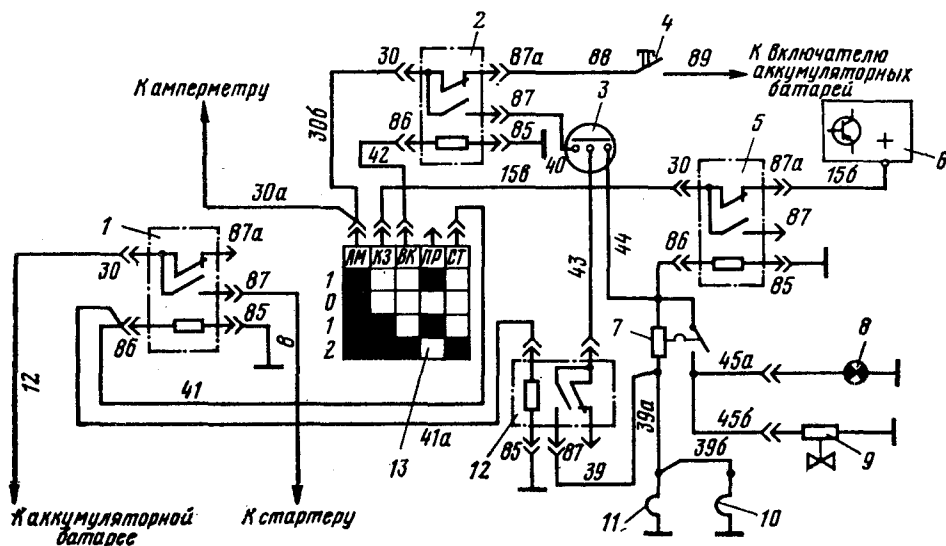 2
4
30
87а
88
89
К включателю
аккумуляторных
батарей
К амперметру
30б
3
87
86
85
5
42
40
15в
30
87а
15б
6
30а
1
87а
87
44
43
86
85
30
АМ
КЗ
ВК
ПР
СТ
87
1
0
1
2
85
86
в
7
8
45а
12
41
39а
45б
41а
85
87
39б
13
12
39
9
К аккумуляторной
батарее
К стартеру
11
10